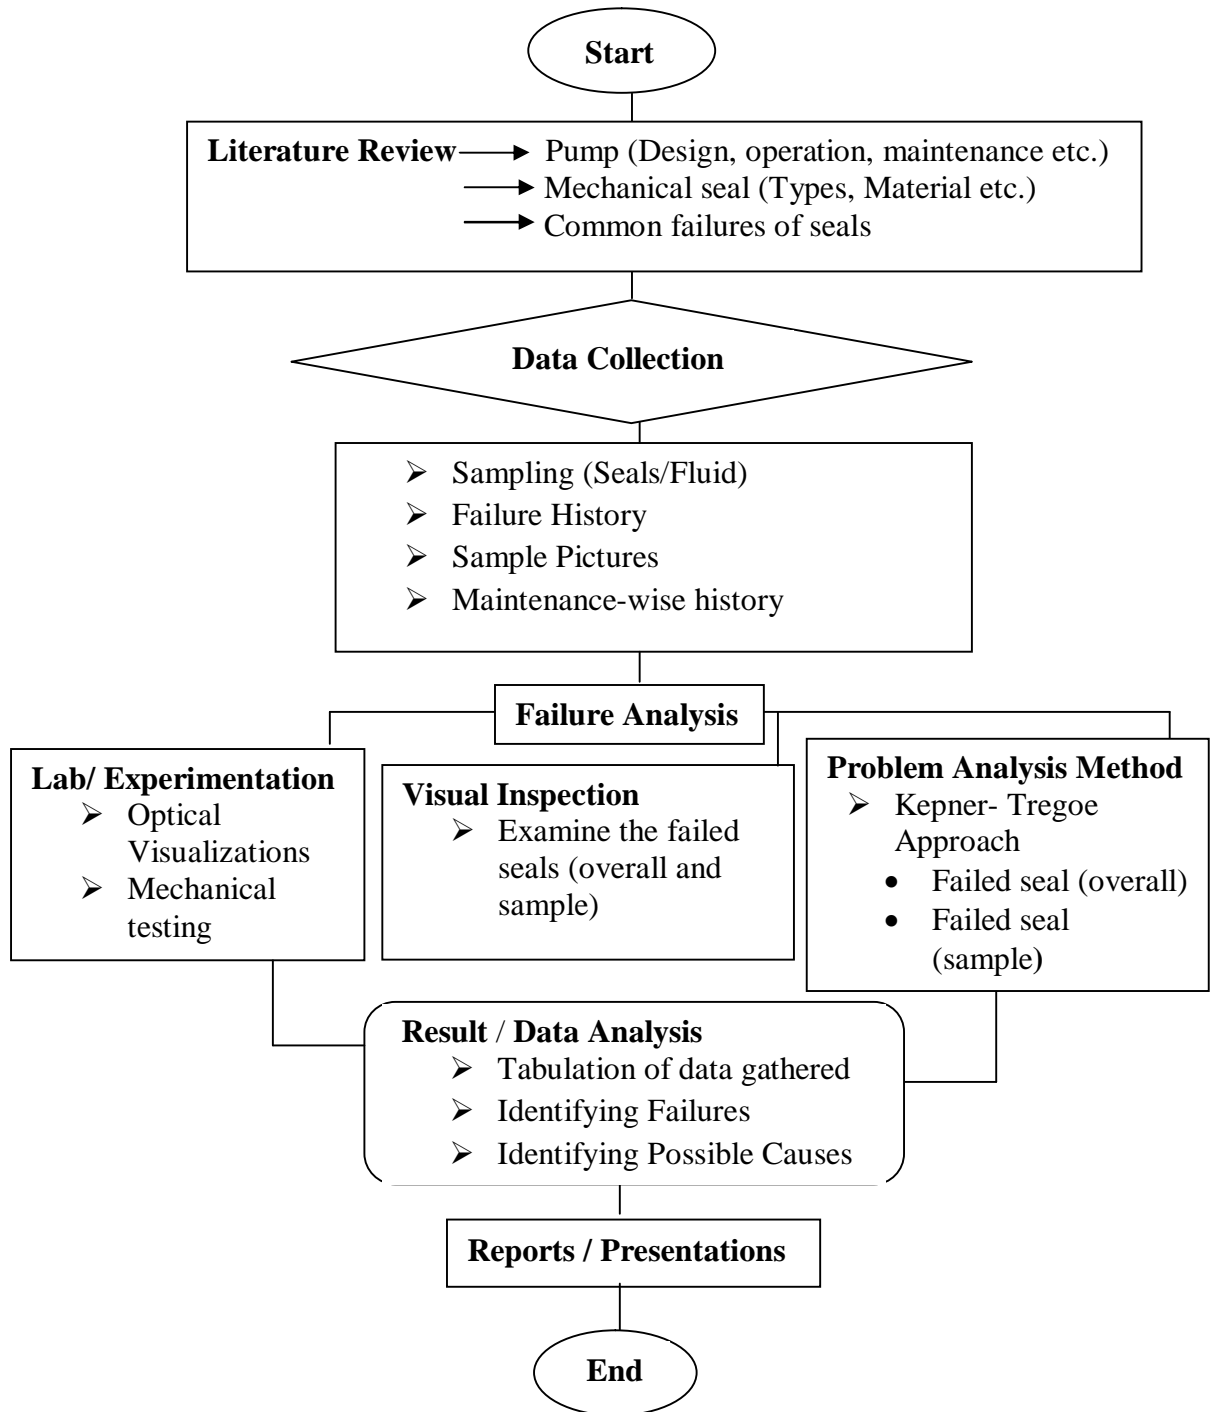 Start
Literature Review Pump (Design, operation, maintenance etc.)
Mechanical seal (Types, Material etc.)
Common failures of seals
Data Collection
Sampling (Seals/Fluid)
Failure History
Sample Pictures
Maintenance-wise history
Failure Analysis
Lab/ Experimentation
Optical
Visualizations
Mechanical
testing
Visual Inspection
Examine the failed
seals (overall and
sample)
Problem Analysis Method
Kepner- Tregoe
Approach
Failed seal (overall)
Failed seal
(sample)
Result / Data Analysis
Tabulation of data gathered
Identifying Failures
Identifying Possible Causes
Reports / Presentations
End